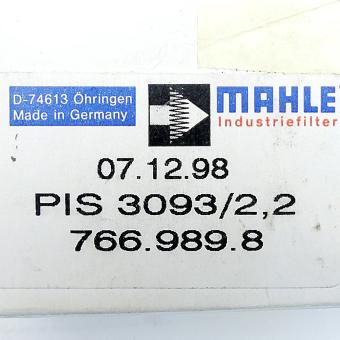 D-74613 Öhringen
Made in Germany
MAHLE
Industriefilter
07.12.98
PIS 3093/2,2
766.989.8